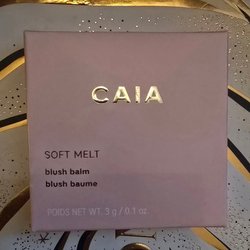 CAIA
SOFT MELT
blush balm
blush baume
POIDS NET WT. 3 g / 0.1 oz